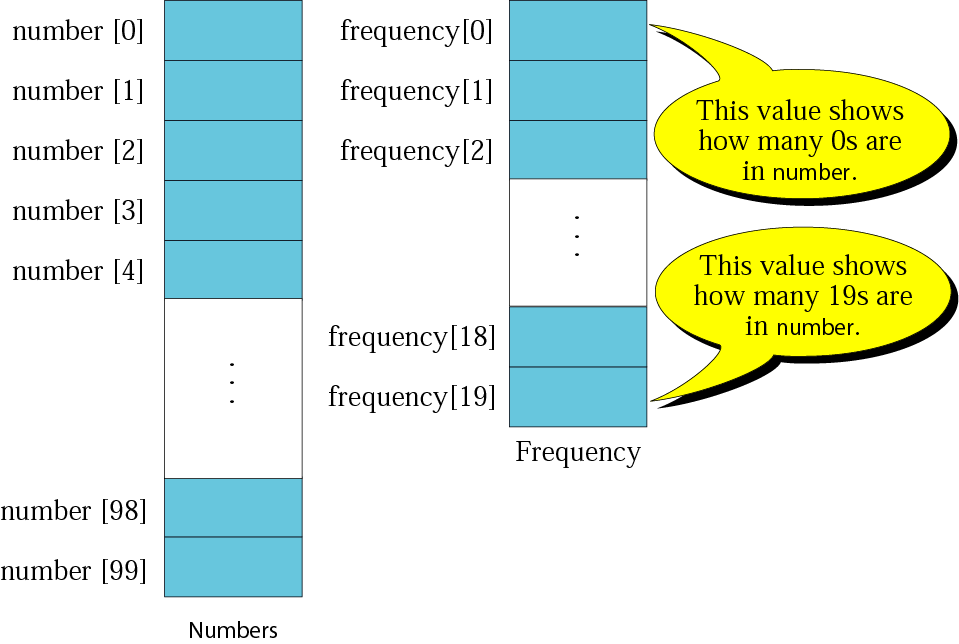 number [0]
number [1]
number [2]
number [3]
number [4]
number [98]
number [99]
Numbers
frequency[0]
frequency[1]
frequency[2]
frequency[18]
frequency[19]
Frequency
This value shows
how many 0s are
in number.
This value shows
how many 19s are
in number.